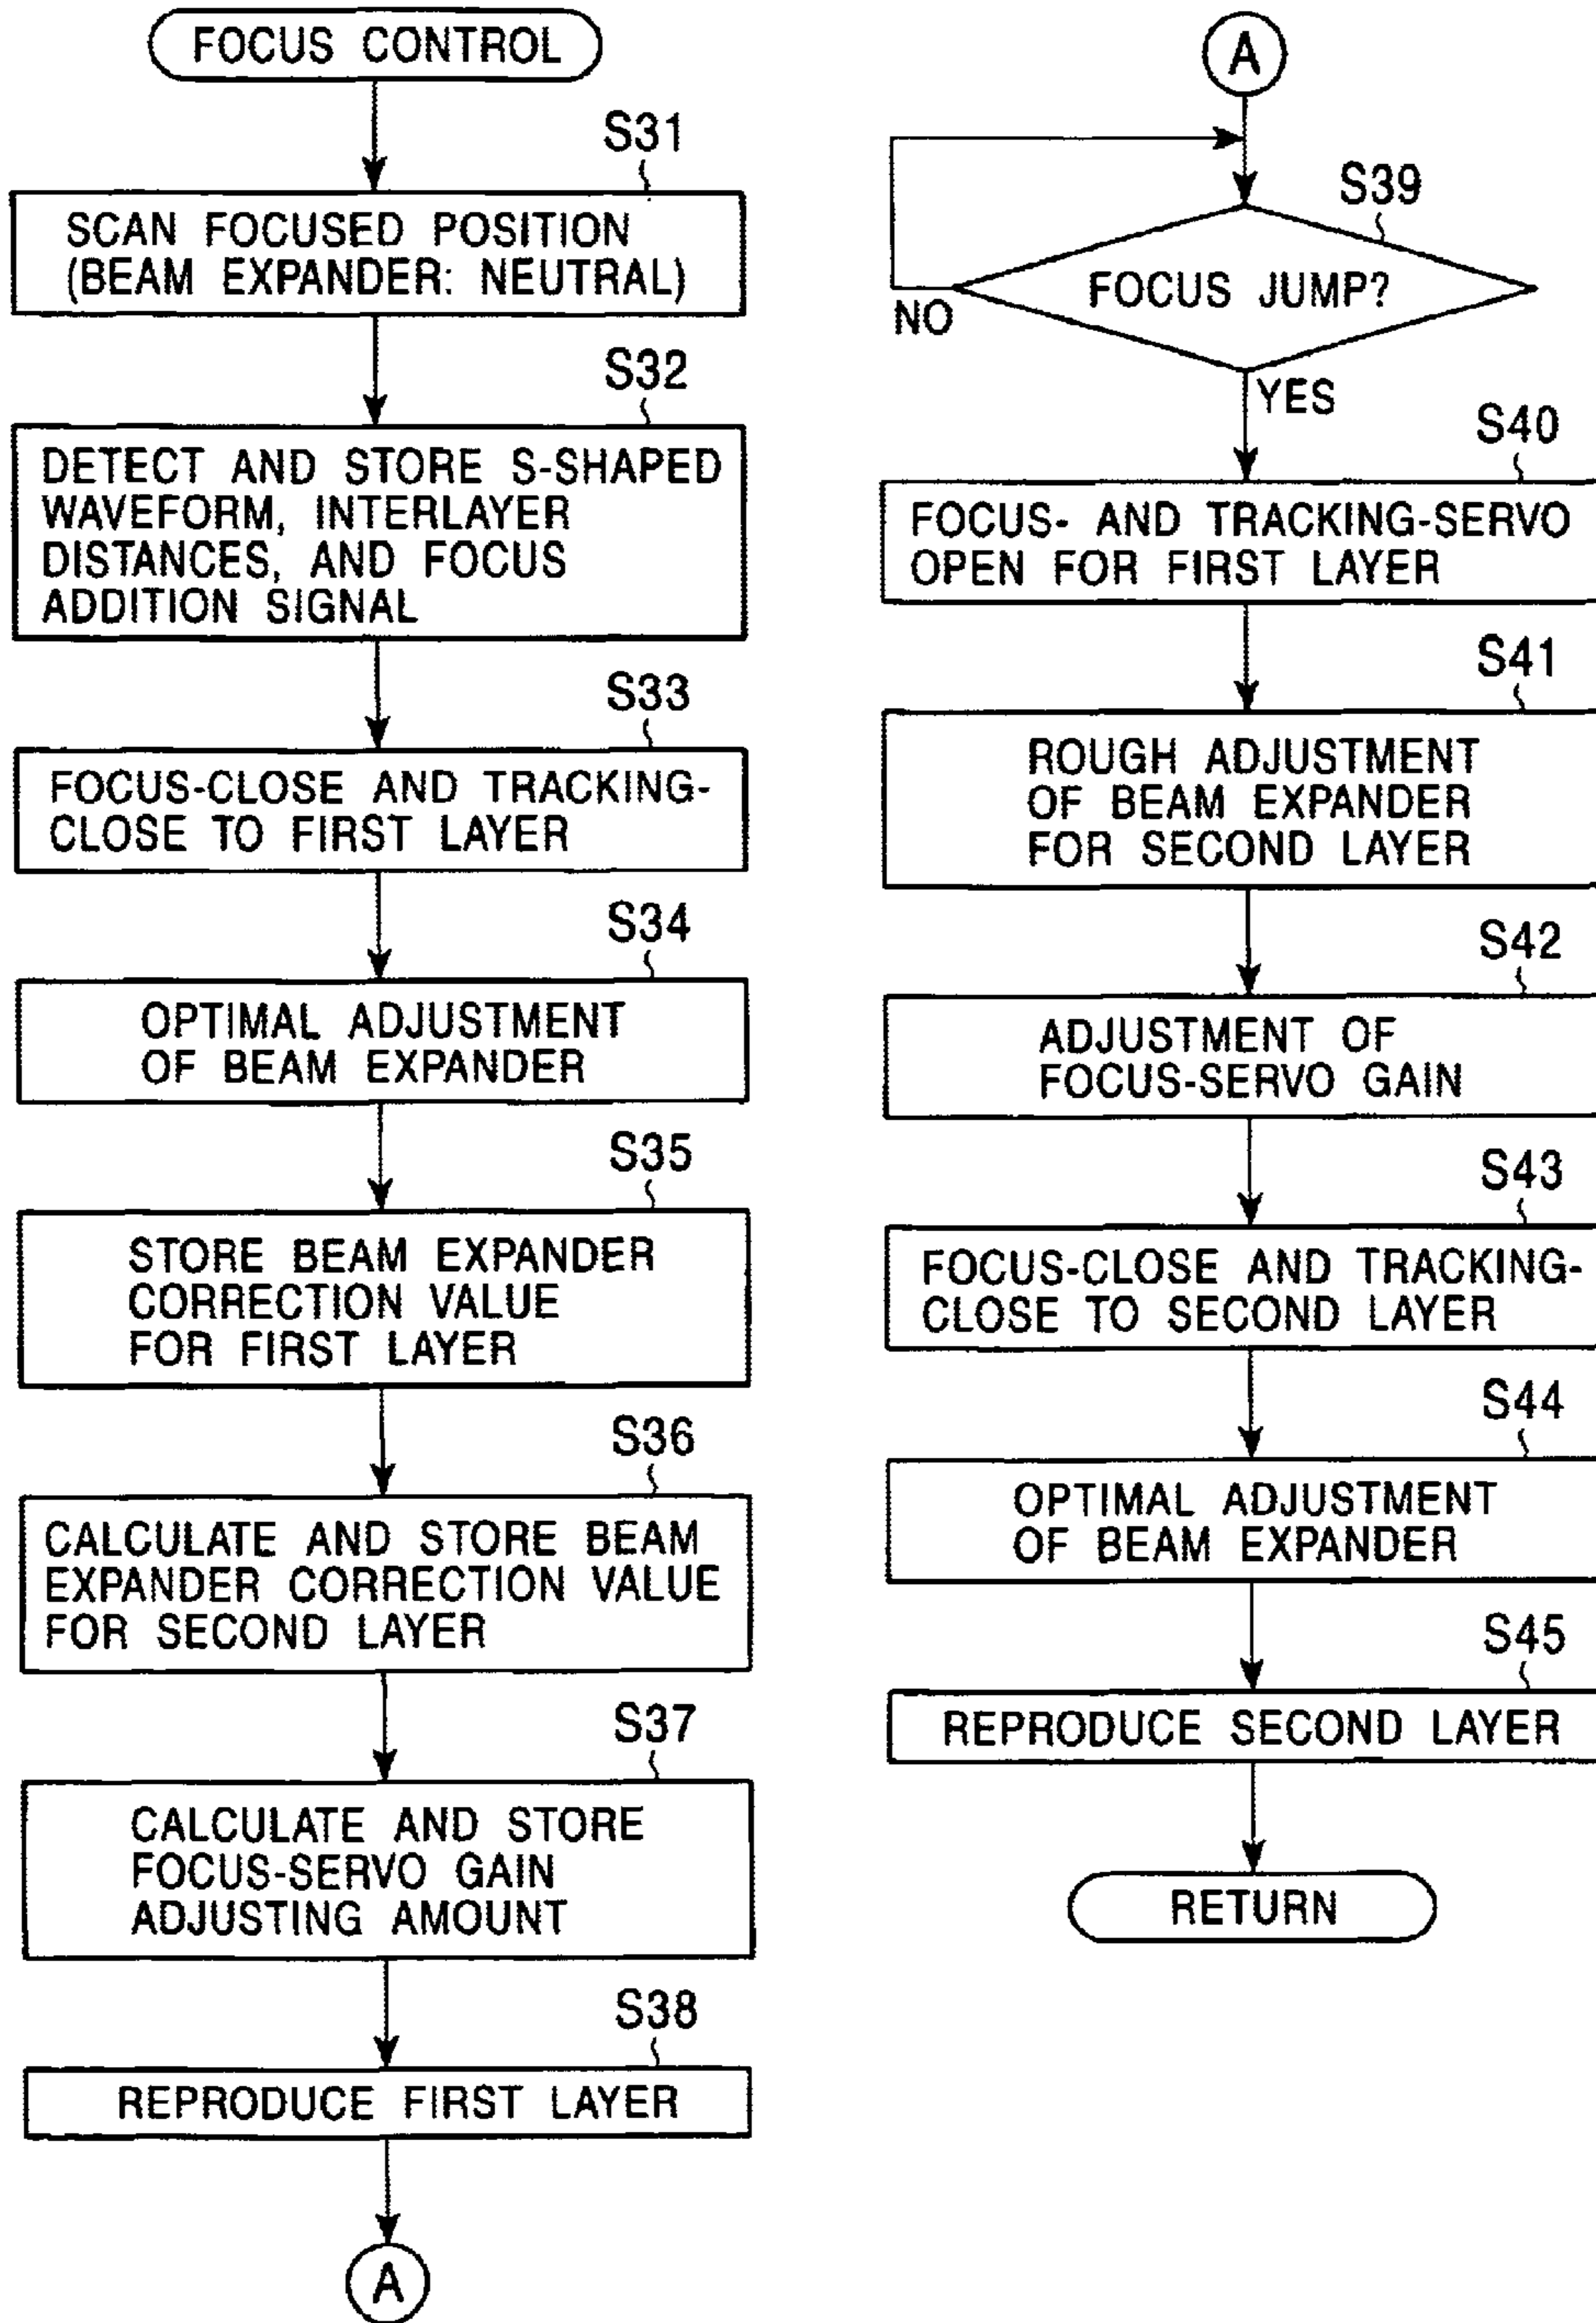 FOCUS CONTROL
S31
SCAN FOCUSED POSITION
(BEAM EXPANDER: NEUTRAL)
S32
DETECT AND STORE S-SHAPED
WAVEFORM, INTERLAYER
DISTANCES, AND FOCUS
ADDITION SIGNAL
S33
FOCUS-CLOSE AND TRACKING-
CLOSE TO FIRST LAYER
S34
OPTIMAL ADJUSTMENT
OF BEAM EXPANDER
S35
STORE BEAM EXPANDER
CORRECTION VALUE
FOR FIRST LAYER
S36
CALCULATE AND STORE BEAM
EXPANDER CORRECTION VALUE
FOR SECOND LAYER
S37
CALCULATE AND STORE
FOCUS-SERVO GAIN
ADJUSTING AMOUNT
S38
REPRODUCE FIRST LAYER
A
A
S39
FOCUS JUMP?
NO
YES
S40
FOCUS- AND TRACKING-SERVO
OPEN FOR FIRST LAYER
S41
ROUGH ADJUSTMENT
OF BEAM EXPANDER
FOR SECOND LAYER
S42
ADJUSTMENT OF
FOCUS-SERVO GAIN
S43
FOCUS-CLOSE AND TRACKING-
CLOSE TO SECOND LAYER
S44
OPTIMAL ADJUSTMENT
OF BEAM EXPANDER
S45
REPRODUCE SECOND LAYER
RETURN